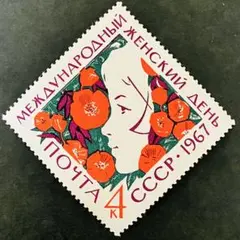 МЕЖДУНАРОДНЫЙ ЖЕНСКИЙ ДЕНЬ
ПОЧТА 4К СССР · 1967